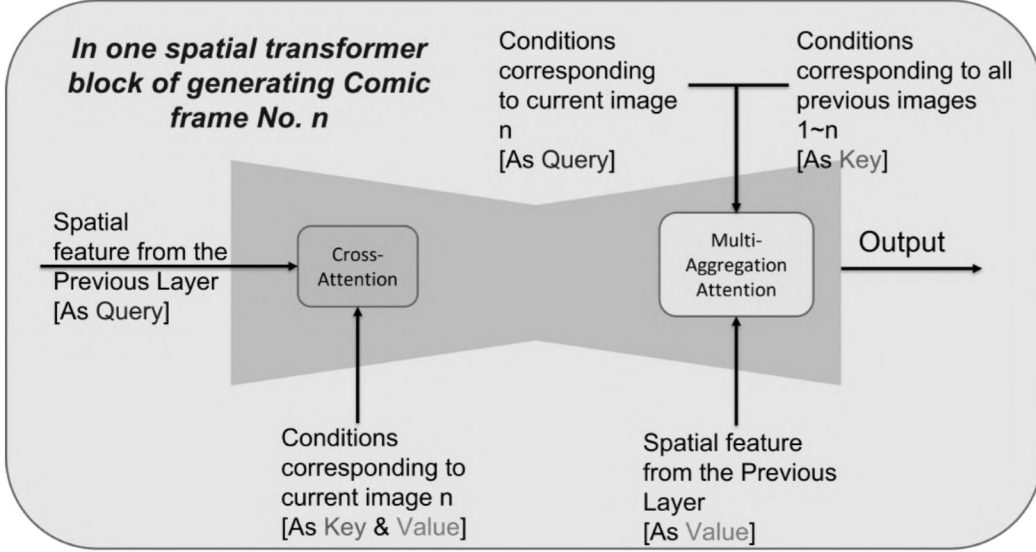 In one spatial transformer
block of generating Comic
frame No. n
Conditions
corresponding
to current image
n
[As Query]
Conditions
corresponding to all
previous images
1~n
[As Key]
Spatial
feature from the
Previous Layer
[As Query]
Cross-
Attention
Multi-
Aggregation
Attention
Output
Conditions
corresponding to
current image n
[As Key & Value]
Spatial feature
from the Previous
Layer
[As Value]